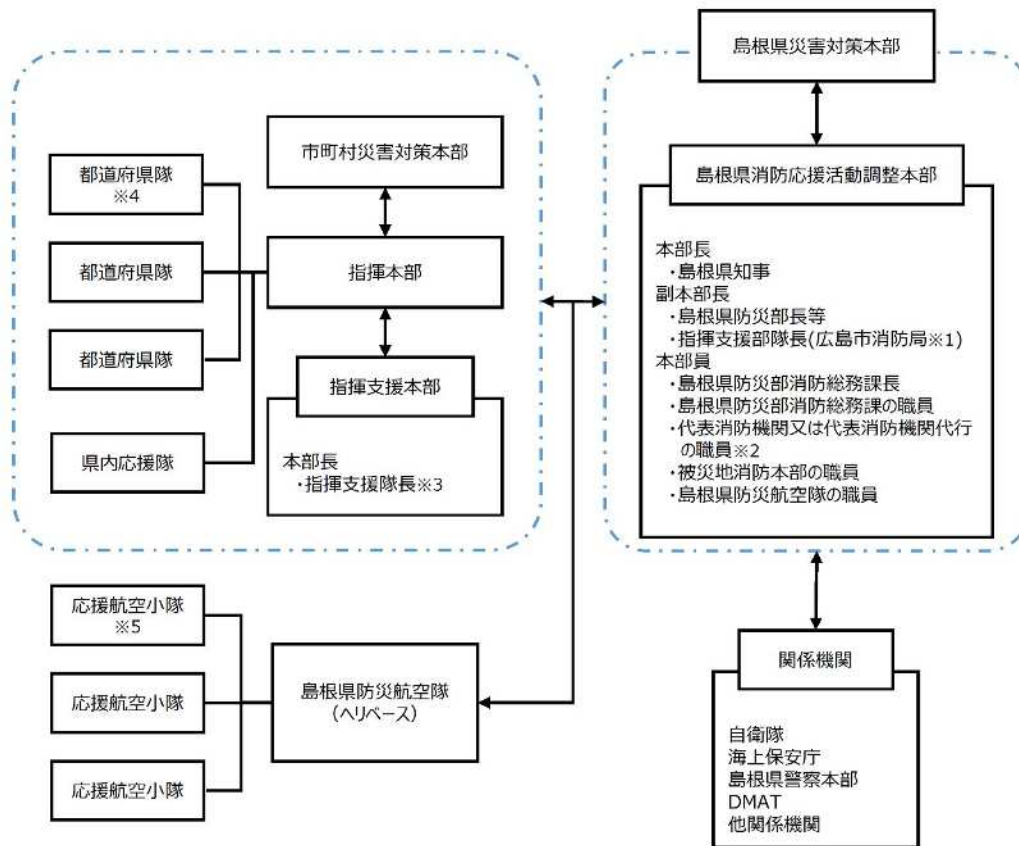 島根県災害対策本部
島根県消防応援活動調整本部
本部長
・島根県知事
副本部長
・島根県防災部長等
・指揮支援部隊長(広島市消防局※1)
本部員
・島根県防災部消防総務課長
・島根県防災部消防総務課の職員
・代表消防機関又は代表消防機関代行
の職員※2
・被災地消防本部の職員
・島根県防災航空隊の職員
市町村災害対策本部
指揮本部
指揮支援本部
本部長
・指揮支援隊長※3
都道府県隊
※4
都道府県隊
都道府県隊
県内応援隊
応援航空小隊
※5
応援航空小隊
応援航空小隊
島根県防災航空隊
(ヘリベース)
関係機関
自衛隊
海上保安庁
島根県警察本部
DMAT
他関係機関